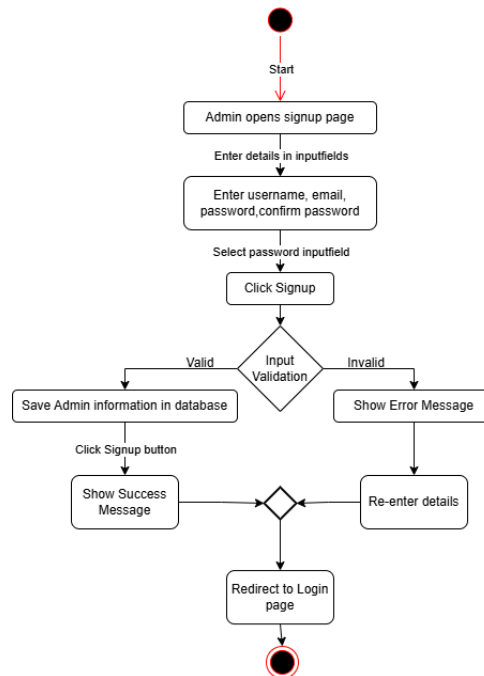 Start
Admin opens signup page
Enter details in inputfields
Enter username, email,
password,confirm password
Select password inputfield
Click Signup
Input
Validation
Valid
Invalid
Save Admin information in database
Show Error Message
Click Signup button
Show Success
Message
Re-enter details
Redirect to Login
page